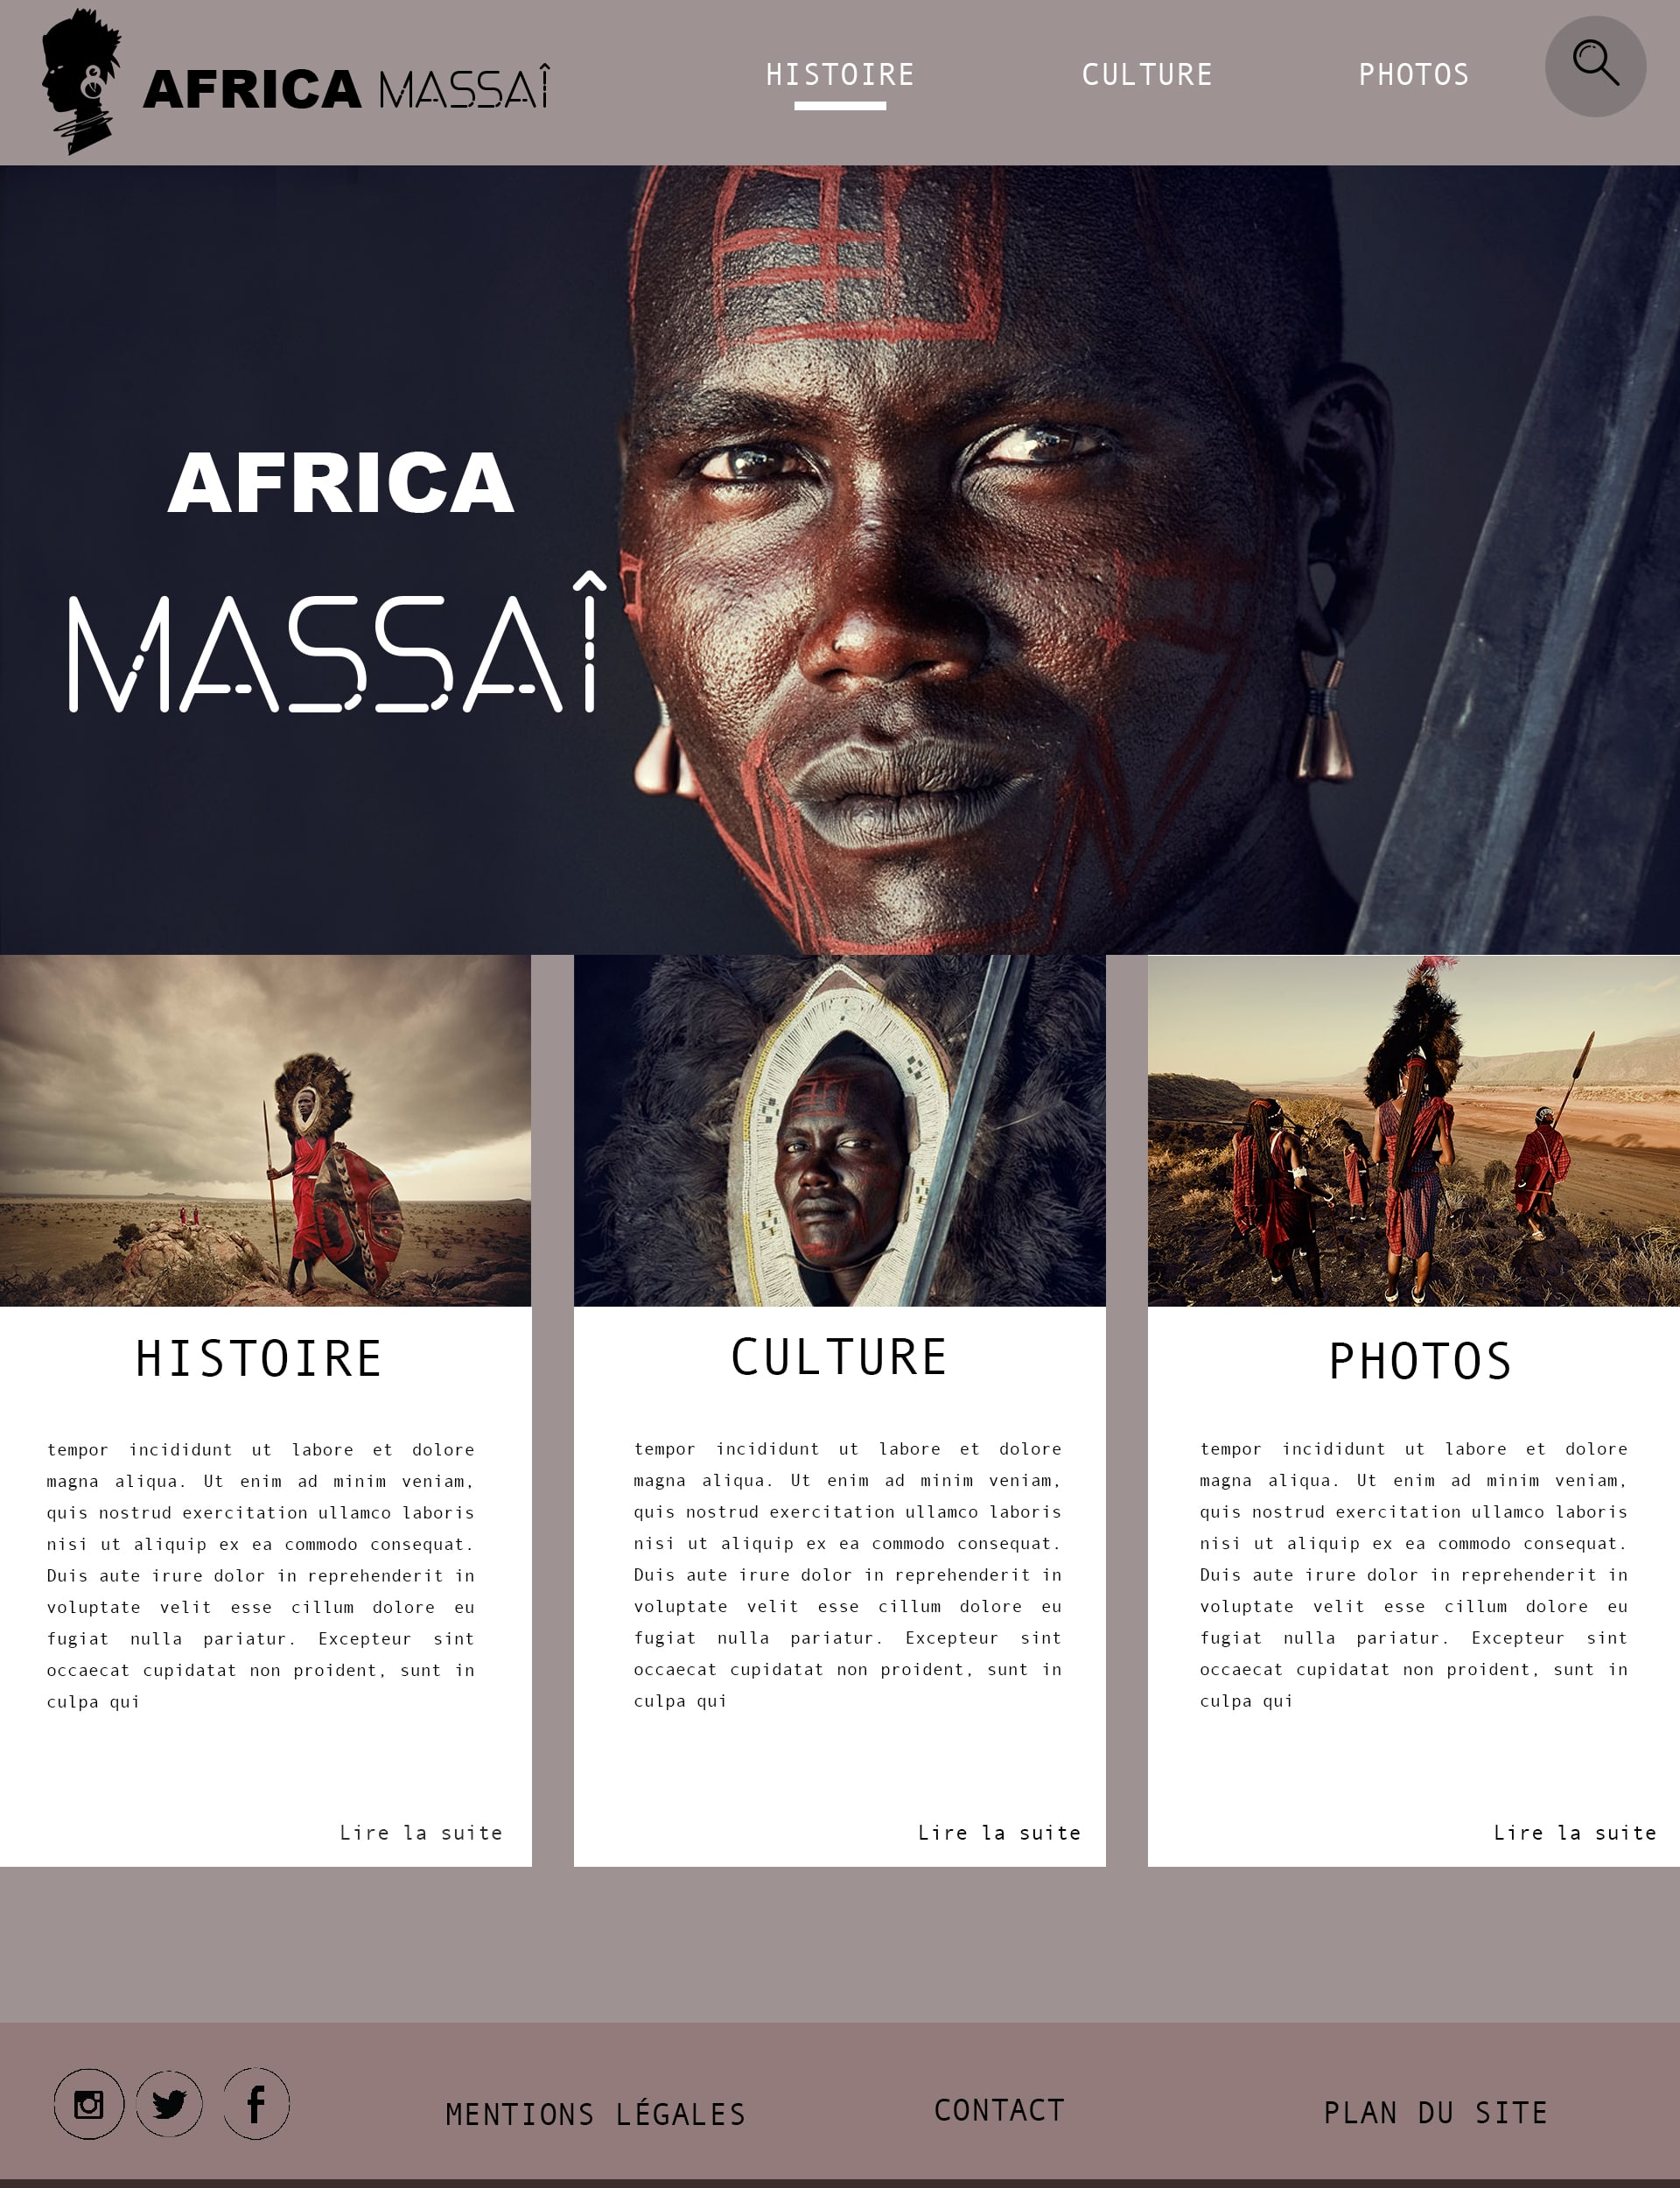 AFRICA MASSAÎ
HISTOIRE
CULTURE
PHOTOS
AFRICA
MASSAÎ
HISTOIRE
tempor incididunt ut labore et dolore
magna aliqua. Ut enim ad minim veniam,
quis nostrud exercitation ullamco laboris
nisi ut aliquip ex ea commodo consequat.
Duis aute irure dolor in reprehenderit in
voluptate velit esse cillum dolore eu
fugiat nulla pariatur. Excepteur sint
occaecat cupidatat non proident, sunt in
culpa qui
Lire la suite
CULTURE
tempor incididunt ut labore et dolore
magna aliqua. Ut enim ad minim veniam,
quis nostrud exercitation ullamco laboris
nisi ut aliquip ex ea commodo consequat.
Duis aute irure dolor in reprehenderit in
voluptate velit esse cillum dolore eu
fugiat nulla pariatur. Excepteur sint
occaecat cupidatat non proident, sunt in
culpa qui
Lire la suite
PHOTOS
tempor incididunt ut labore et dolore
magna aliqua. Ut enim ad minim veniam,
quis nostrud exercitation ullamco laboris
nisi ut aliquip ex ea commodo consequat.
Duis aute irure dolor in reprehenderit in
voluptate velit esse cillum dolore eu
fugiat nulla pariatur. Excepteur sint
occaecat cupidatat non proident, sunt in
culpa qui
Lire la suite
MENTIONS LÉGALES
CONTACT
PLAN DU SITE